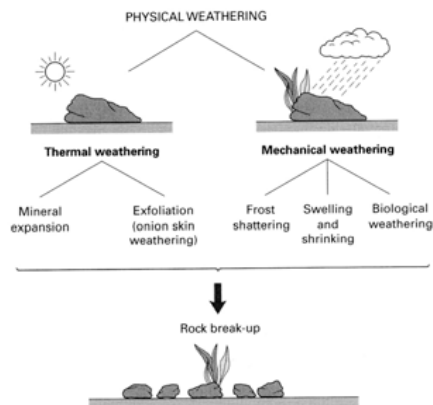 PHYSICAL WEATHERING
Thermal weathering
Mechanical weathering
Mineral
expansion
Exfoliation
(onion skin
weathering)
Frost
shattering
Swelling
and
shrinking
Biological
weathering
Rock break-up